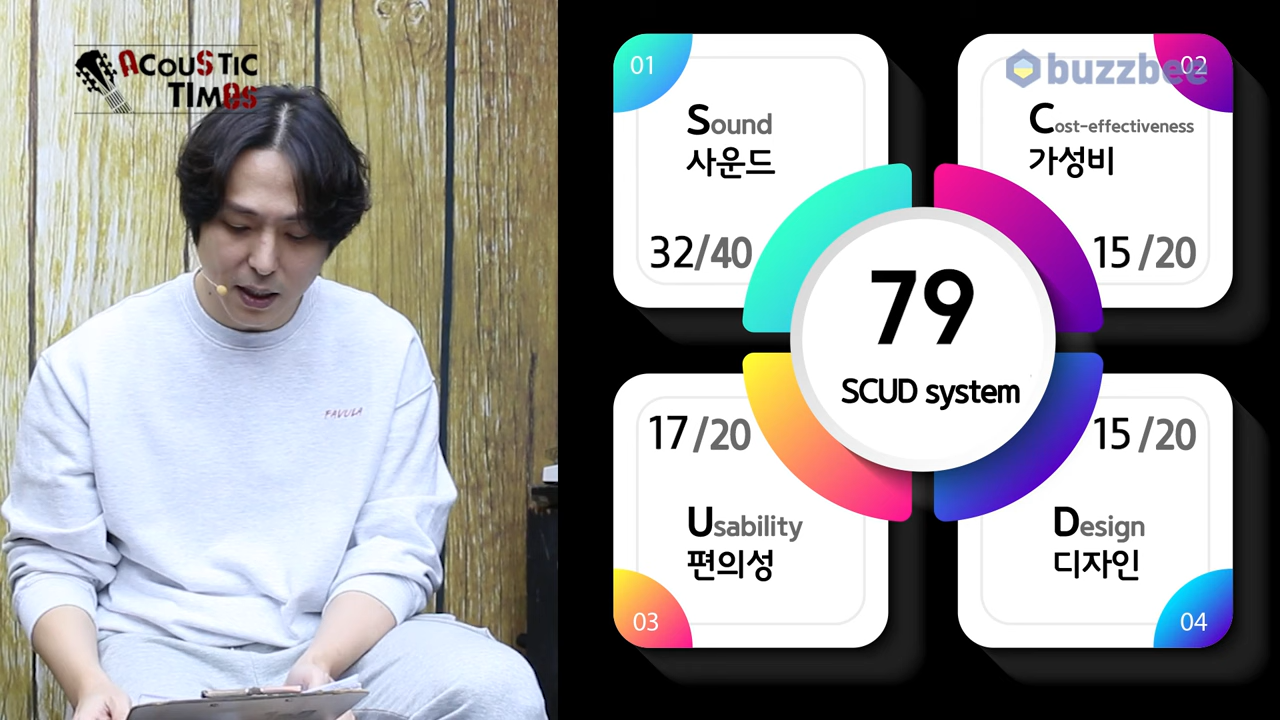 ACOUSTIC
TIMES
FAVULA
01
Sound
사운드
32/40
buzzbee
02
Cost-effectiveness
가성비
15/20
79
SCUD system
17/20
Usability
편의성
03
15/20
Design
디자인
04